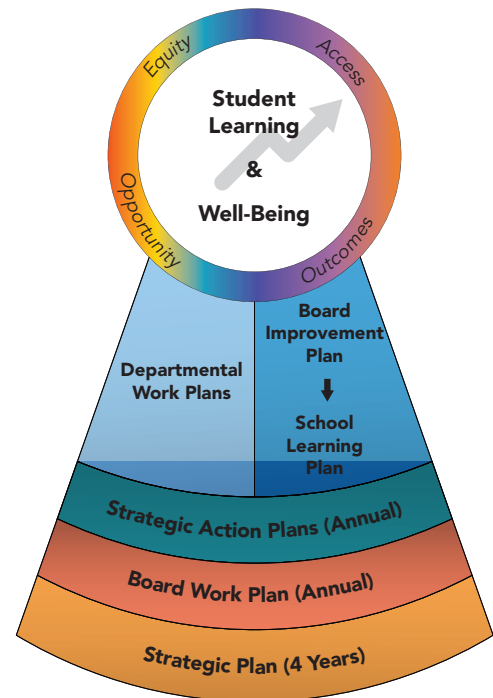 Equity
Access
Student
Learning
&
Well-Being
Opportunity
Outcomes
Departmental
Work Plans
Board
Improvement
Plan
School
Learning
Plan
Strategic Action Plans (Annual)
Board Work Plan (Annual)
Strategic Plan (4 Years)